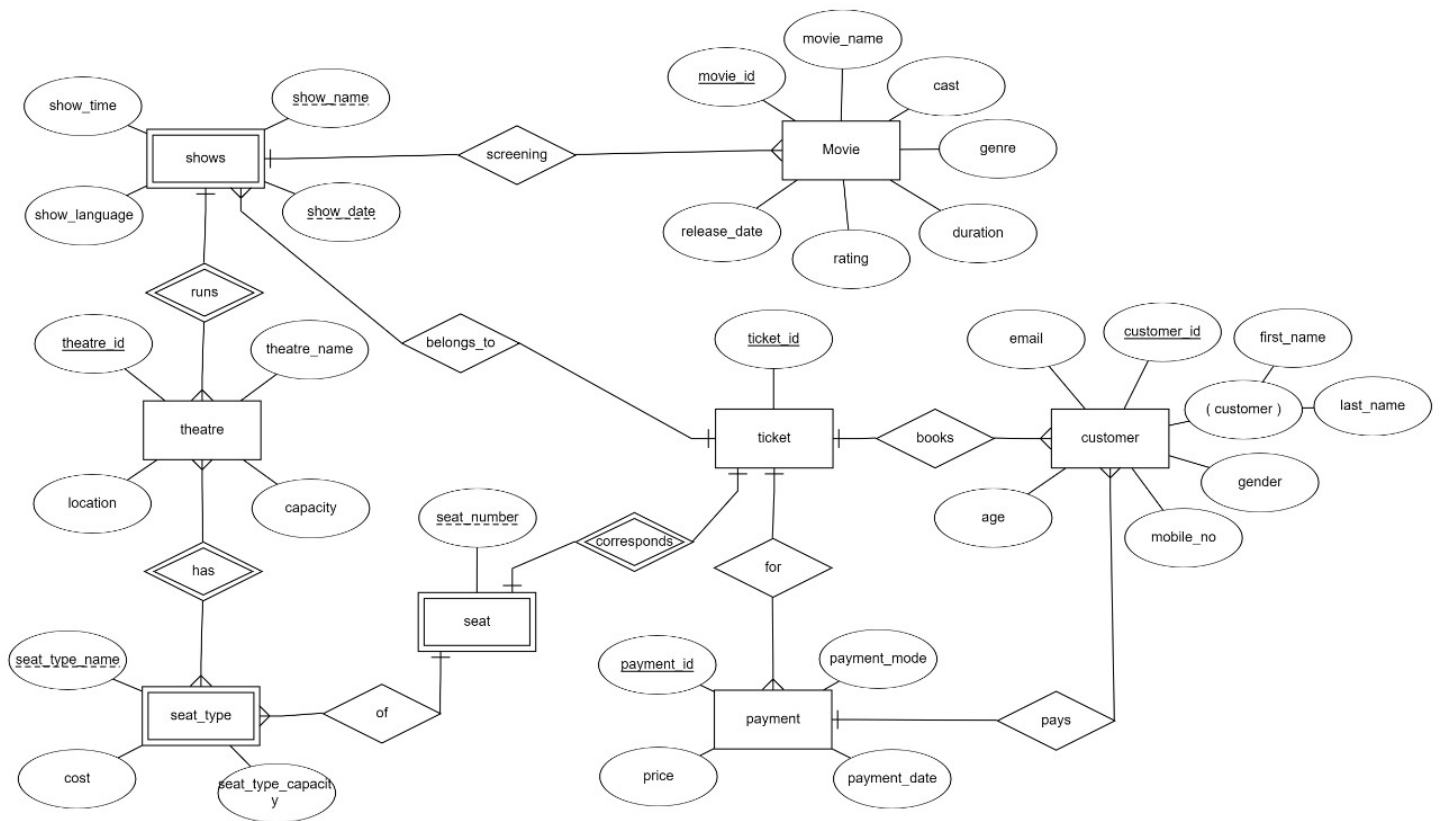 movie_name
movie_id
cast
show_time
show_name
shows
screening
Movie
genre
show_language
show_date
release_date
duration
rating
runs
theatre_id
theatre_name
belongs_to
ticket_id
email
customer_id
first_name
( customer )
last_name
theatre
ticket
books
customer
location
capacity
seat_number
age
gender
mobile_no
has
corresponds
for
seat
seat_type_name
payment_id
payment_mode
seat_type
of
payment
pays
cost
seat_type_capacit
y
price
payment_date